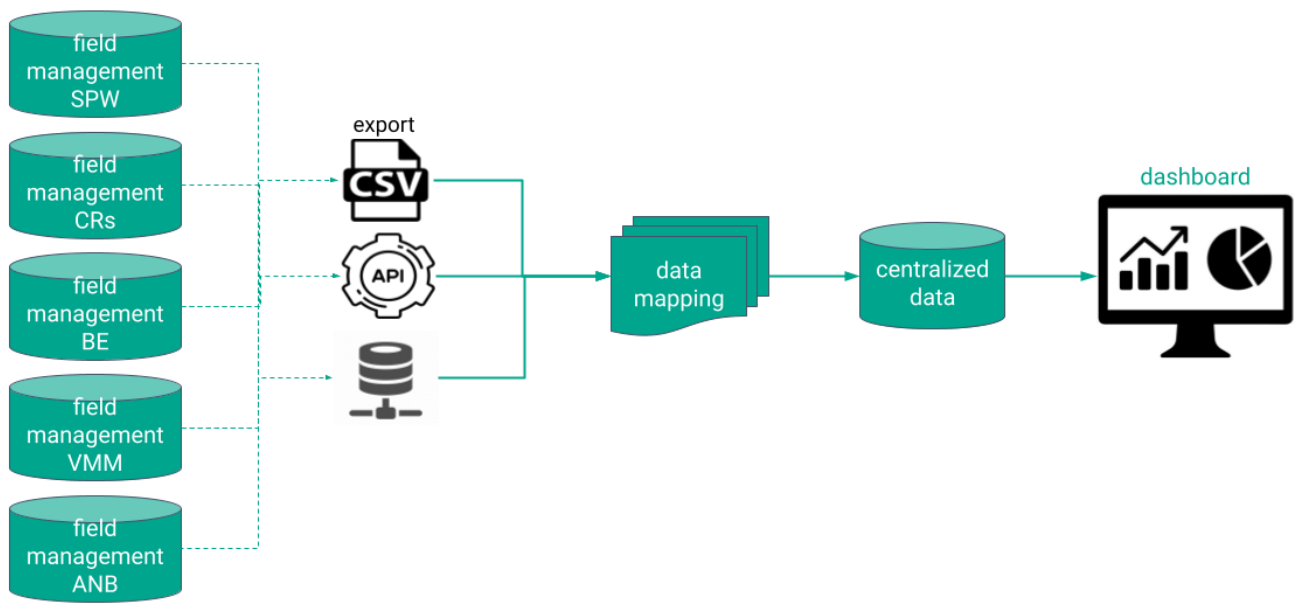 field
management
SPW
field
management
CRs
field
management
BE
field
management
VMM
field
management
ANB
export
CSV
API
data
mapping
centralized
data
dashboard